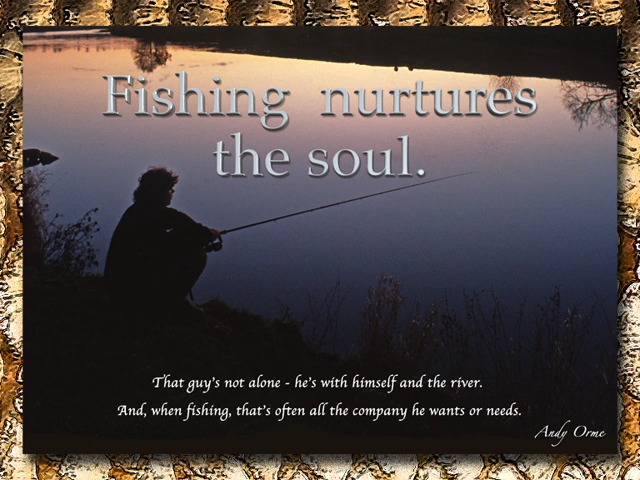 Fishing nurtures
the soul.
That guy's not alone - he's with himself and the river.
And, when fishing, that's often all the company he wants or needs.
Andy Orme